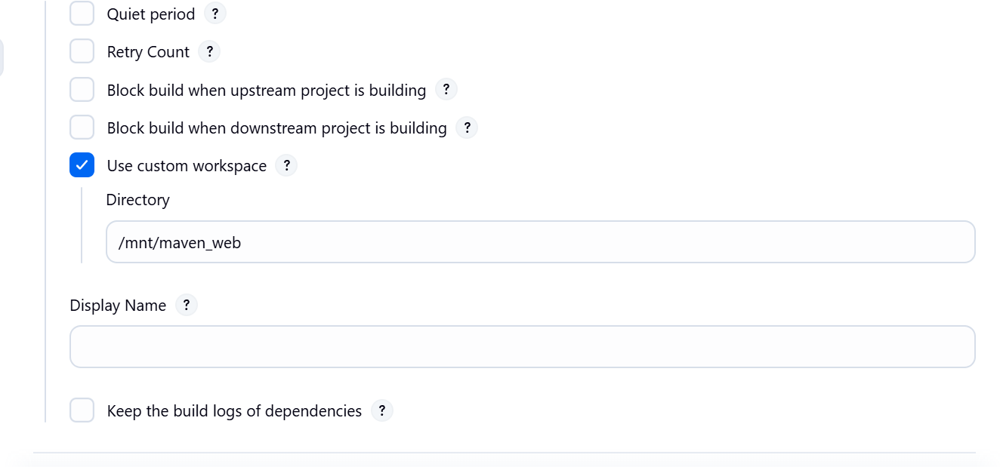 Quiet period ?
Retry Count ?
Block build when upstream project is building ?
Block build when downstream project is building ?
Use custom workspace ?
Directory
/mnt/maven_web
Display Name ?
Keep the build logs of dependencies ?